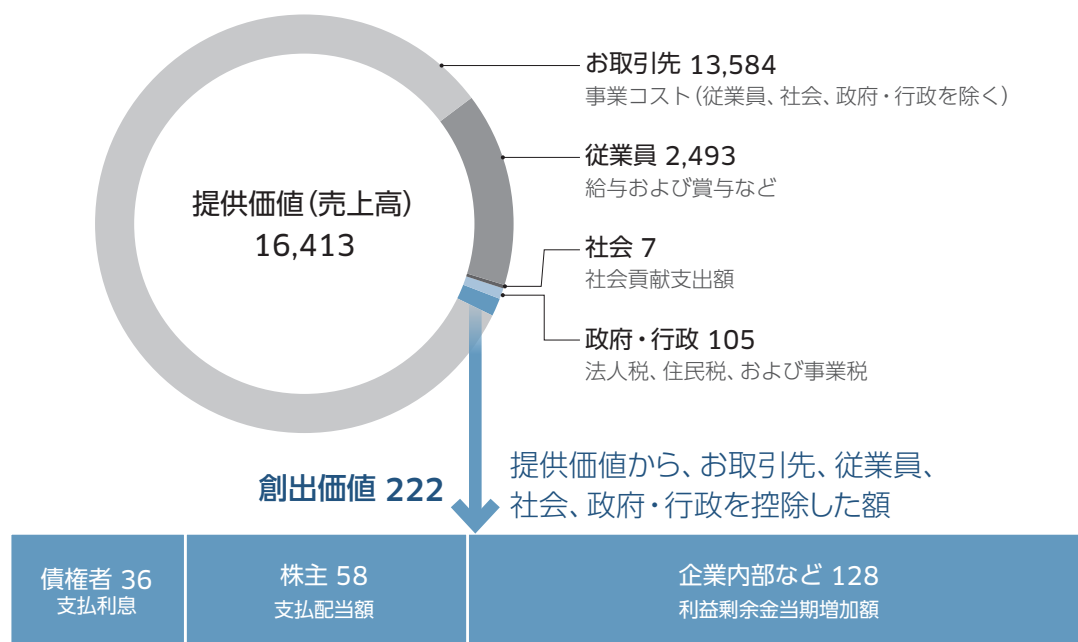 提供価値(売上高)
16,413
お取引先 13,584
事業コスト(従業員、社会、政府・行政を除く)
従業員 2,493
給与および賞与など
社会 7
社会貢献支出額
政府・行政 105
法人税、住民税、および事業税
創出価値 222
提供価値から、お取引先、従業員、
社会、政府・行政を控除した額
債権者 36
支払利息
株主 58
支払配当額
企業内部など 128
利益剰余金当期増加額